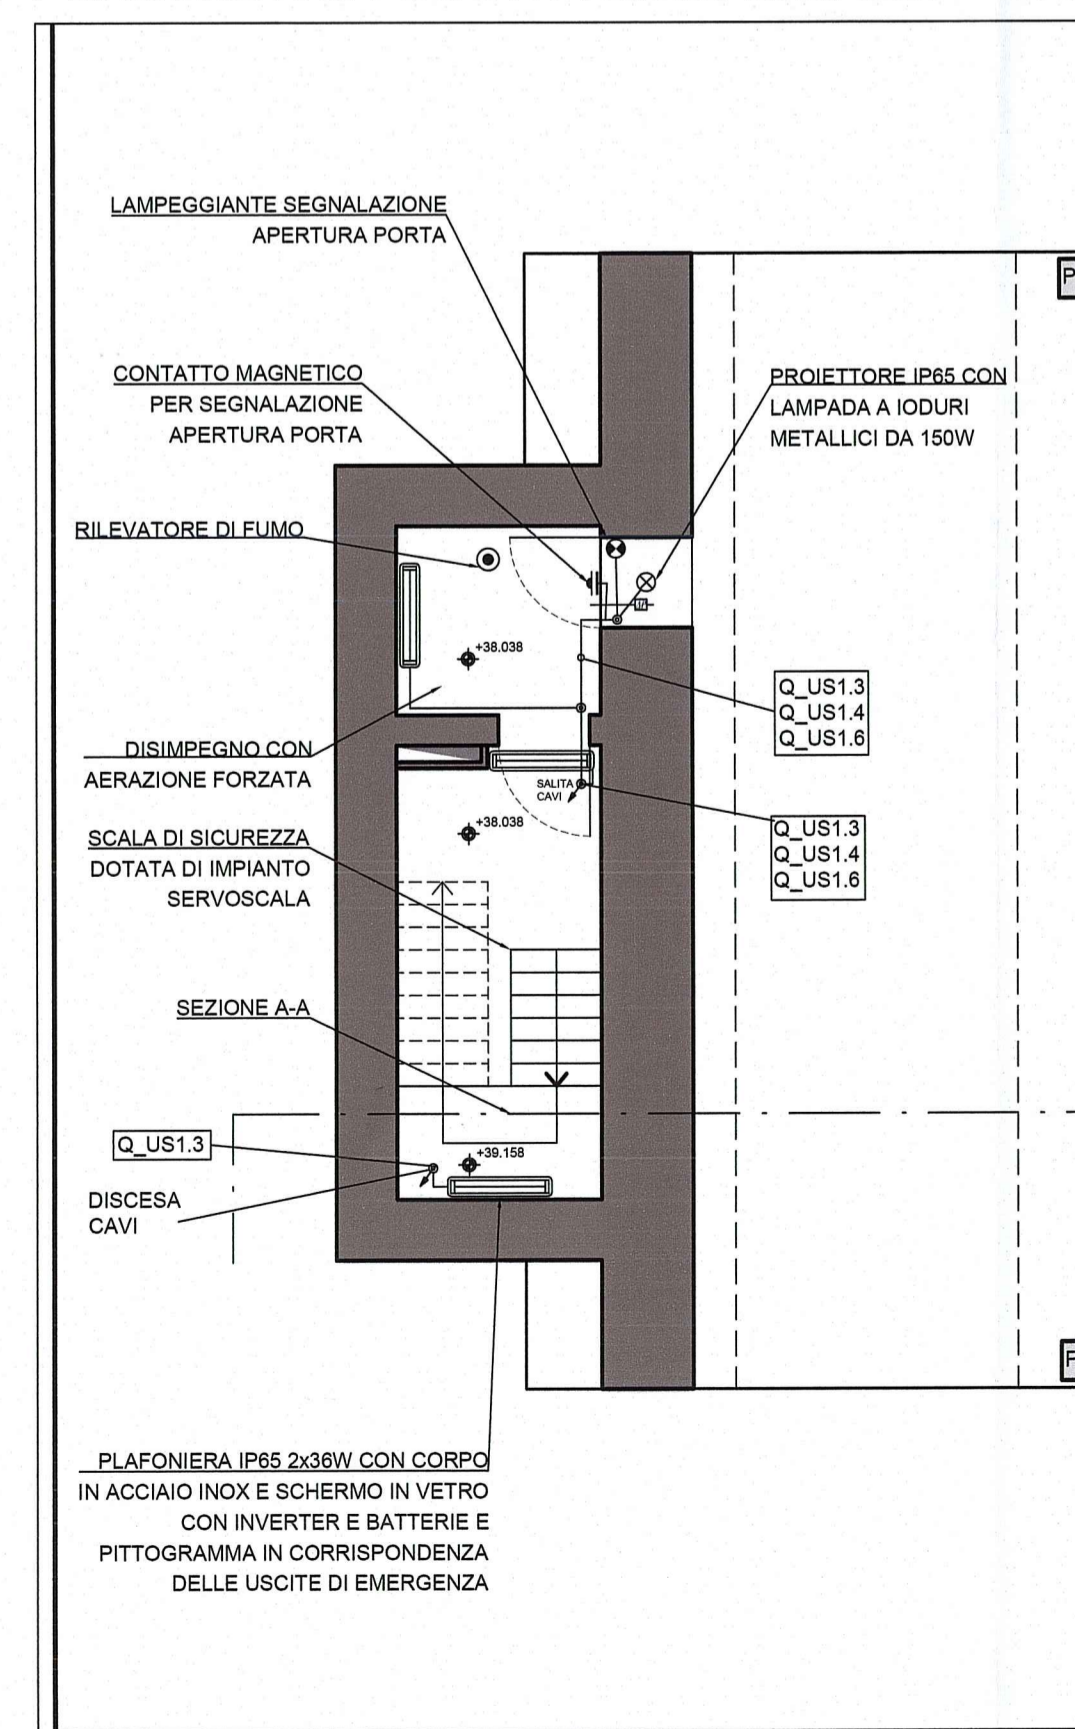 LAMPEGGIANTE SEGNALAZIONE
APERTURA PORTA
P
CONTATTO MAGNETICO
PER SEGNALAZIONE
APERTURA PORTA
PROIETTORE IP65 CON
LAMPADA A IODURI
METALLICI DA 150W
RILEVATORE DI FUMO
+38.038
Q_US1.3
Q_US1.4
Q_US1.6
DISIMPEGNO CON
AERAZIONE FORZATA
SALITA
CAVI
+38.038
Q_US1.3
Q_US1.4
Q_US1.6
SCALA DI SICUREZZA
DOTATA DI IMPIANTO
SERVOSCALA
SEZIONE A-A
Q_US1.3
+39.158
DISCESA
CAVI
PLAFONIERA IP65 2x36W CON CORPO
IN ACCIAIO INOX E SCHERMO IN VETRO
CON INVERTER E BATTERIE E
PITTOGRAMMA IN CORRISPONDENZA
DELLE USCITE DI EMERGENZA